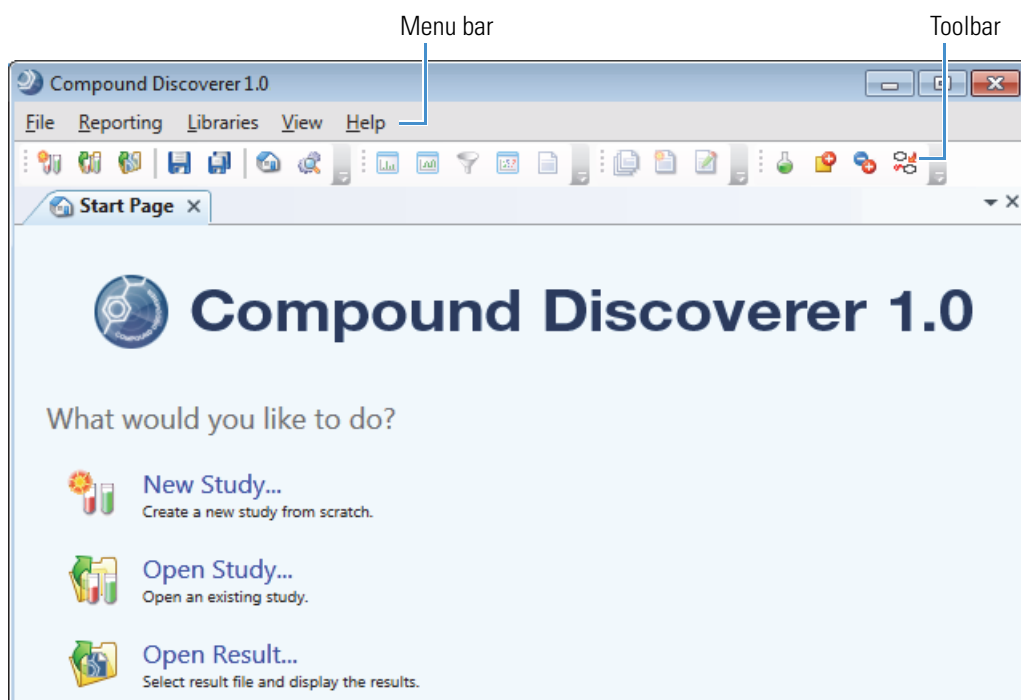 Menu bar Toolbar
Compound Discoverer 1.0
File Reporting Libraries View Help
Start Page
Compound Discoverer 1.0
What would you like to do?
New Study...
Create a new study from scratch.
Open Study...
Open an existing study.
Open Result...
Select result file and display the results.